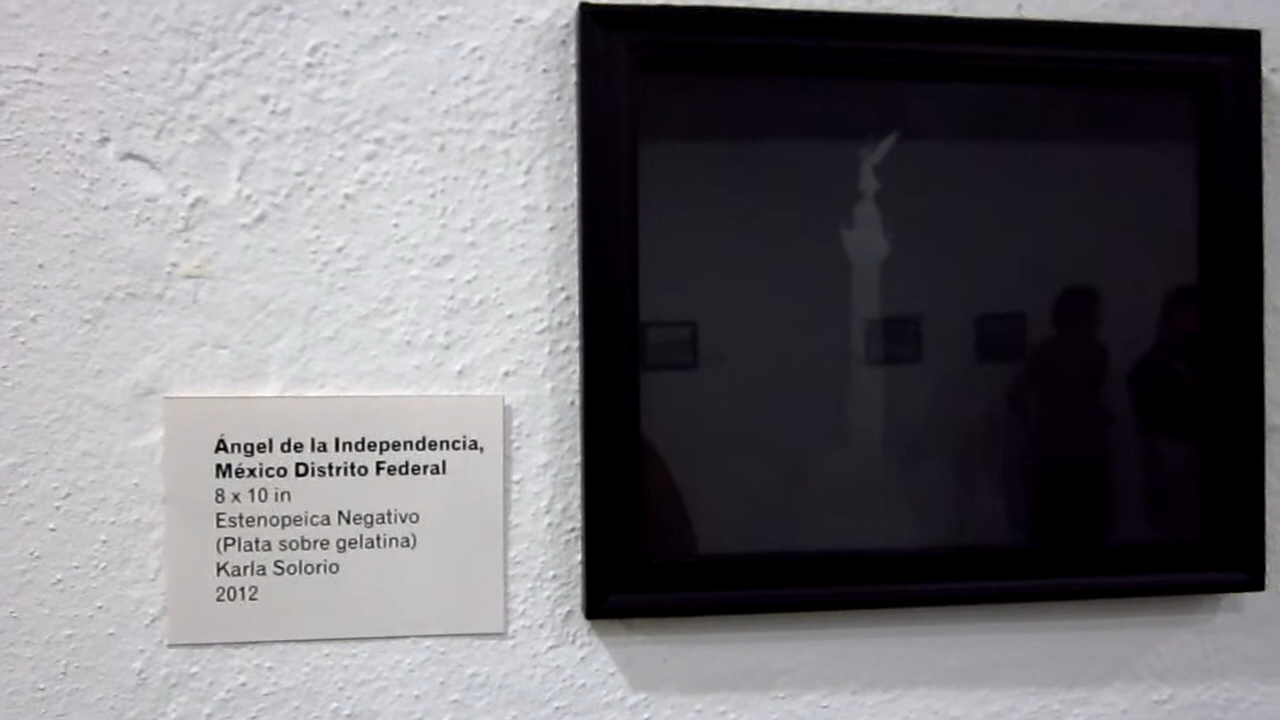 Ángel de la Independencia,
México Distrito Federal
8 x 10 in
Estenopeica Negativo
(Plata sobre gelatina)
Karla Solorio
2012